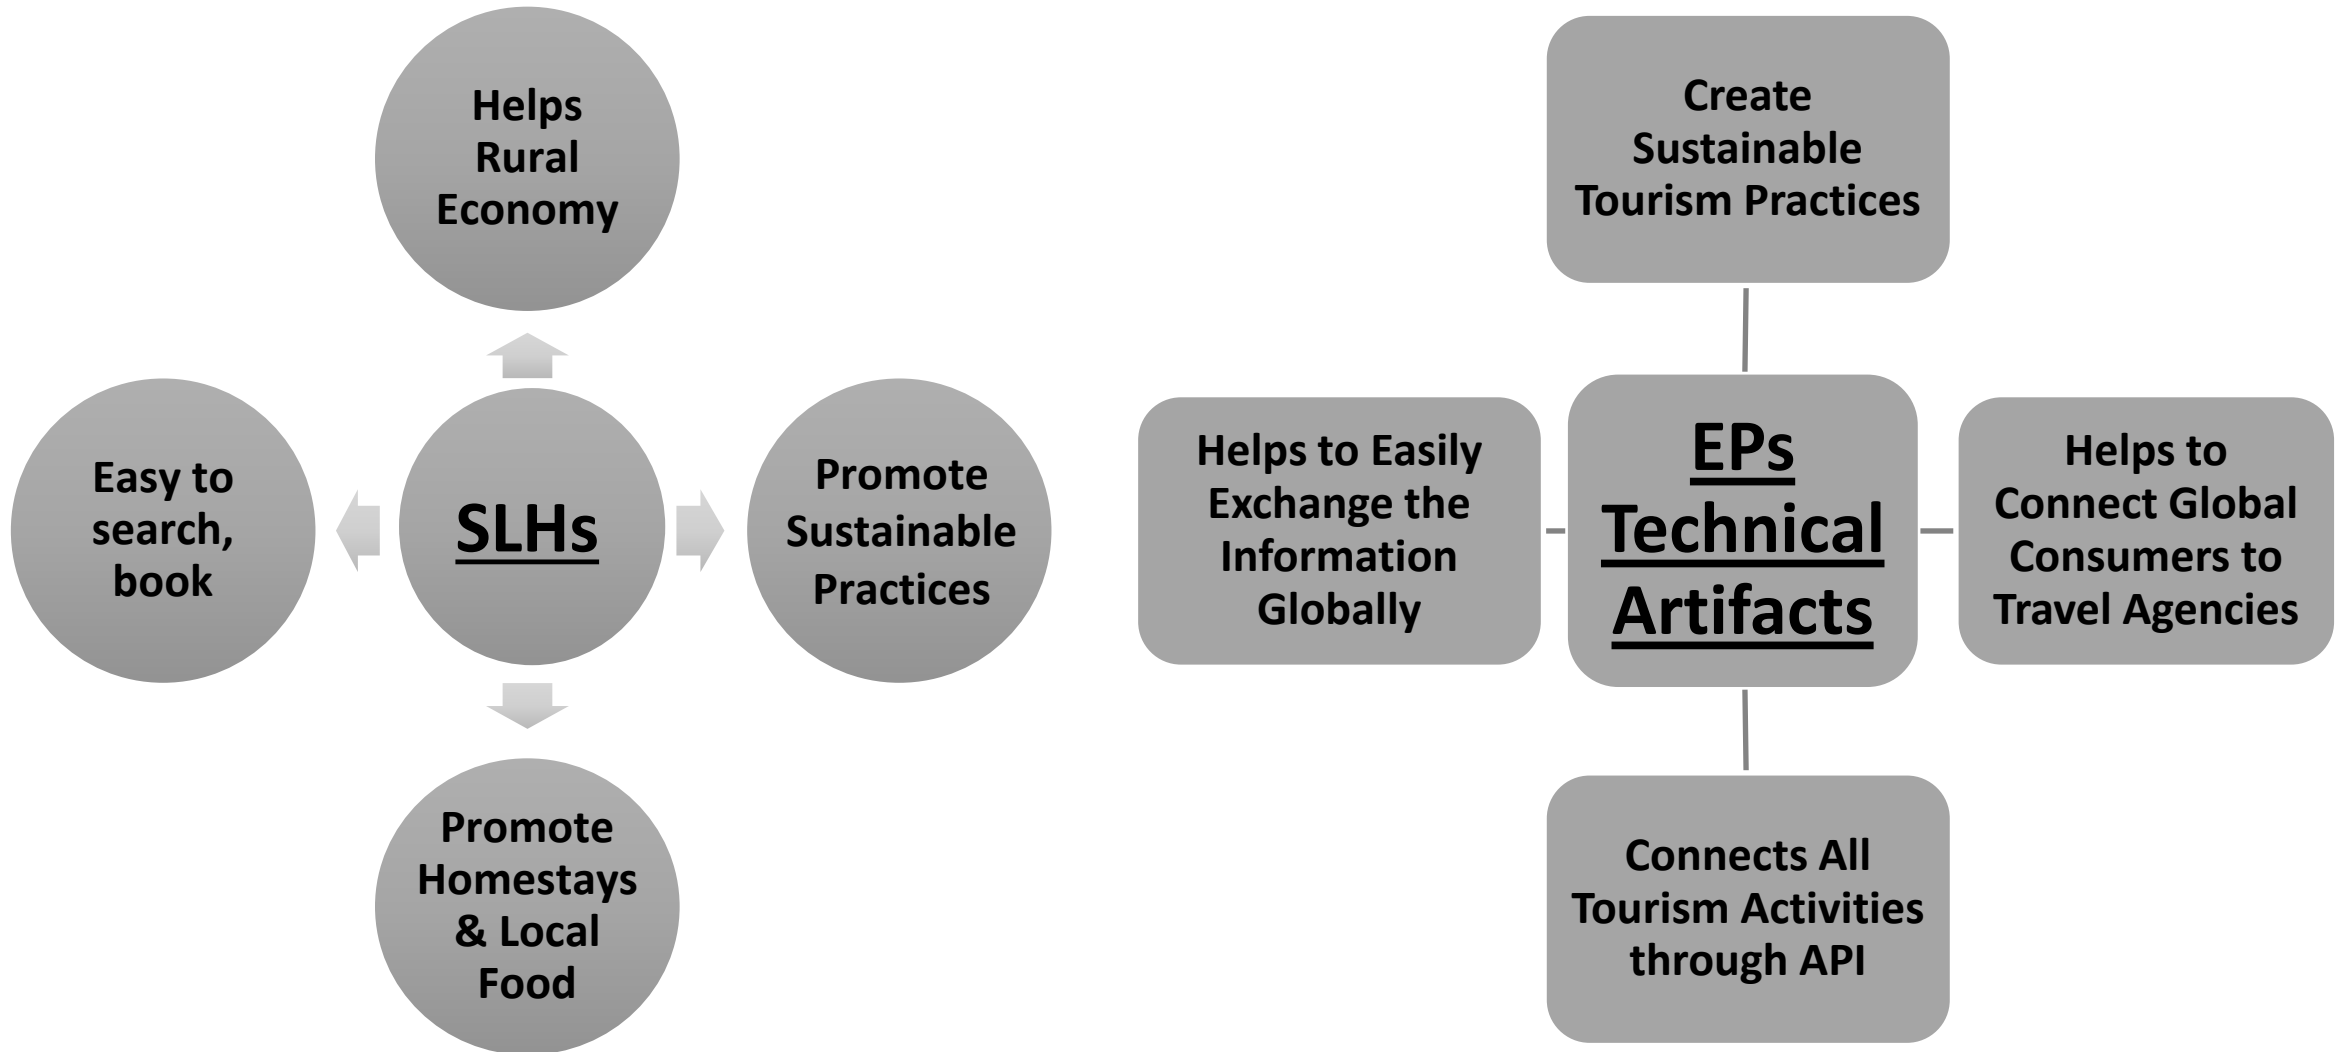 Helps
Rural
Economy
Easy to
search,
book
SLHs
Promote
Sustainable
Practices
Promote
Homestays
& Local
Food
Create
Sustainable
Tourism Practices
Helps to Easily
Exchange the
Information
Globally
EPs
Technical
Artifacts
Helps to
Connect Global
Consumers to
Travel Agencies
Connects All
Tourism Activities
through API